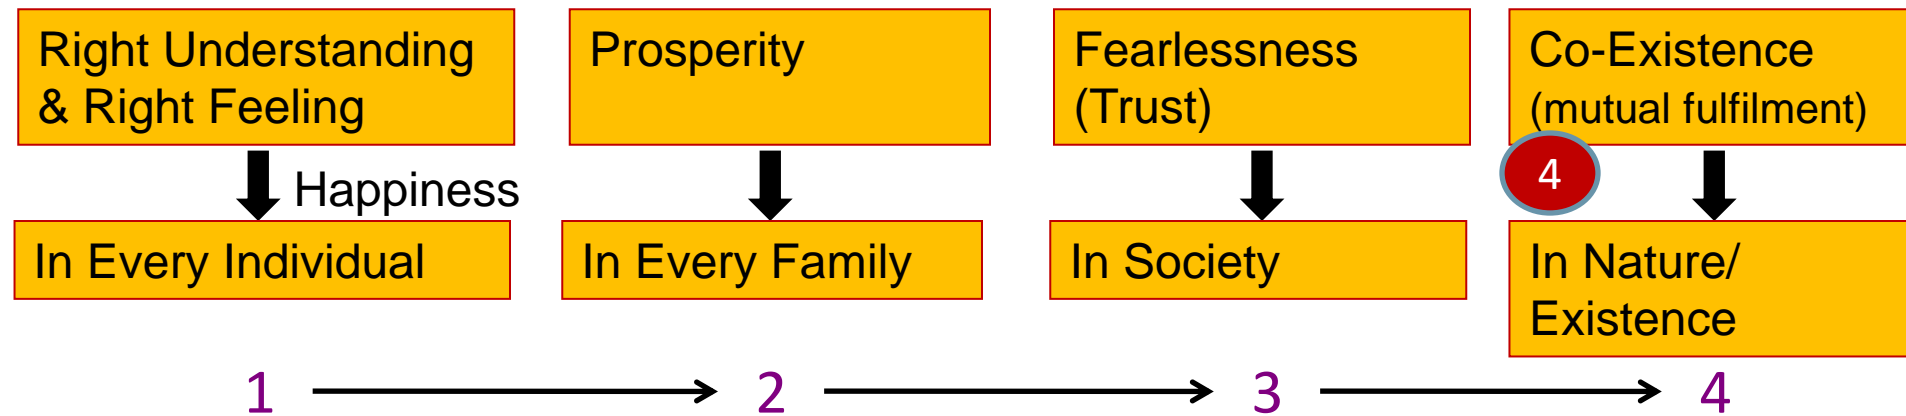 Right Understanding
& Right Feeling
Prosperity
Fearlessness
(Trust)
Co-Existence
(mutual fulfilment)
4
Happiness
In Every Individual
In Every Family
In Society
In Nature/
Existence
1
2
3
4